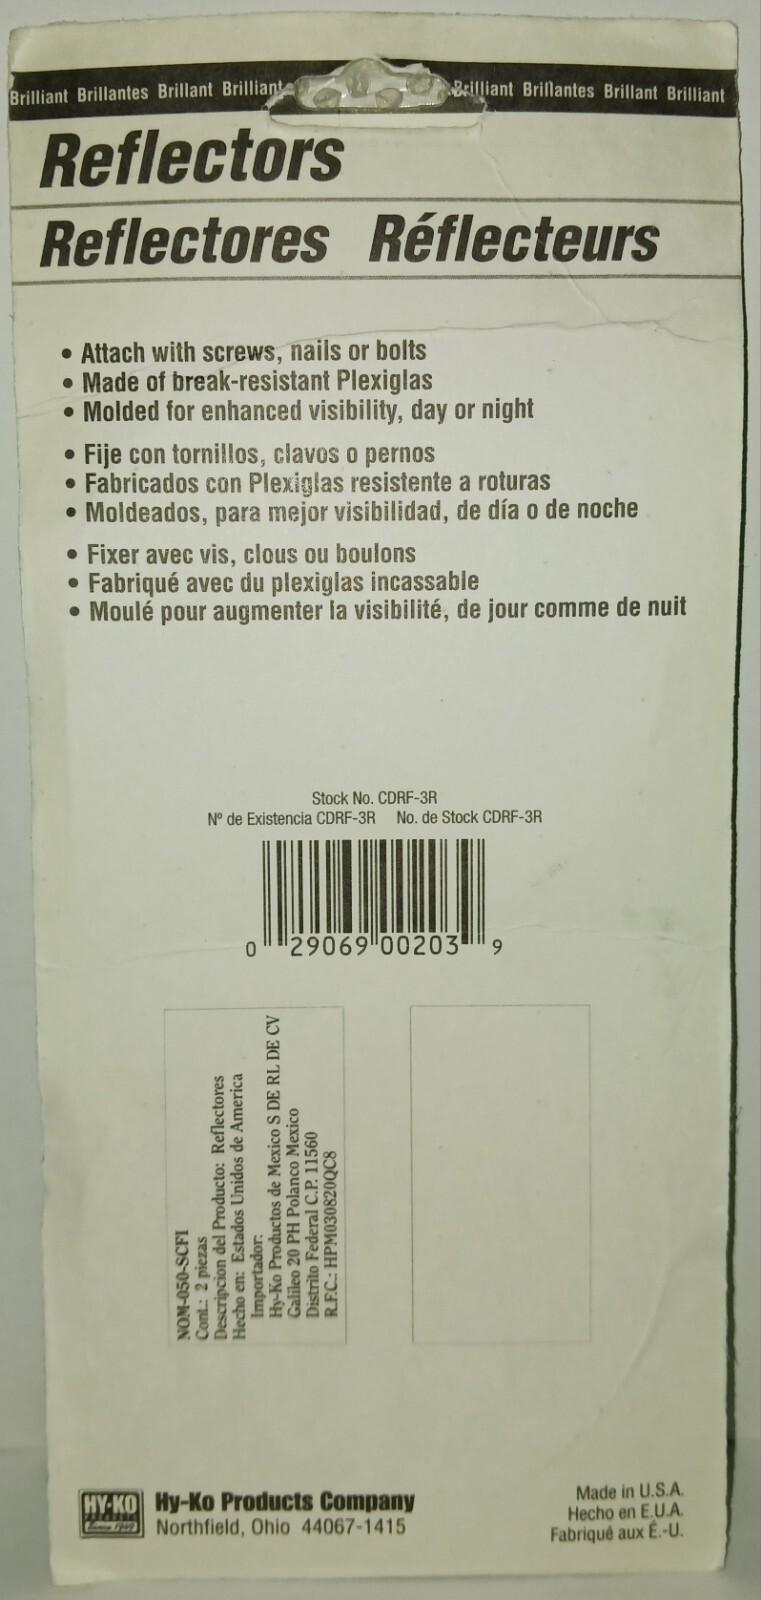 Brilliant Brillantes Brillant Brilliant Brilliant Brillantes Brillant Brilliant
Reflectors
Reflectores Réflecteurs
• Attach with screws, nails or bolts
• Made of break-resistant Plexiglas
• Molded for enhanced visibility, day or night
• Fije con tornillos, clavos o pernos
• Fabricados con Plexiglas resistente a roturas
• Moldeados, para mejor visibilidad, de día o de noche
• Fixer avec vis, clous ou boulons
• Fabriqué avec du plexiglas incassable
• Moulé pour augmenter la visibilité, de jour comme de nuit
Stock No. CDRF-3R
Nº de Existencia CDRF-3R No. de Stock CDRF-3R
0 29069 00203 9
NOM-050-SCFI
Cont.: 2 piezas
Descripcion del Producto: Reflectores
Hecho en: Estados Unidos de America
Importador:
Hy-Ko Productos de Mexico S DE RL DE CV
Galileo 20 PH Polanco Mexico
Distrito Federal C.P. 11560
R.F.C.: HPM030820QC8
HY-KO
PRODUCTS
Since 1949
Hy-Ko Products Company
Northfield, Ohio 44067-1415
Made in U.S.A.
Hecho en E.U.A.
Fabriqué aux É.-U.